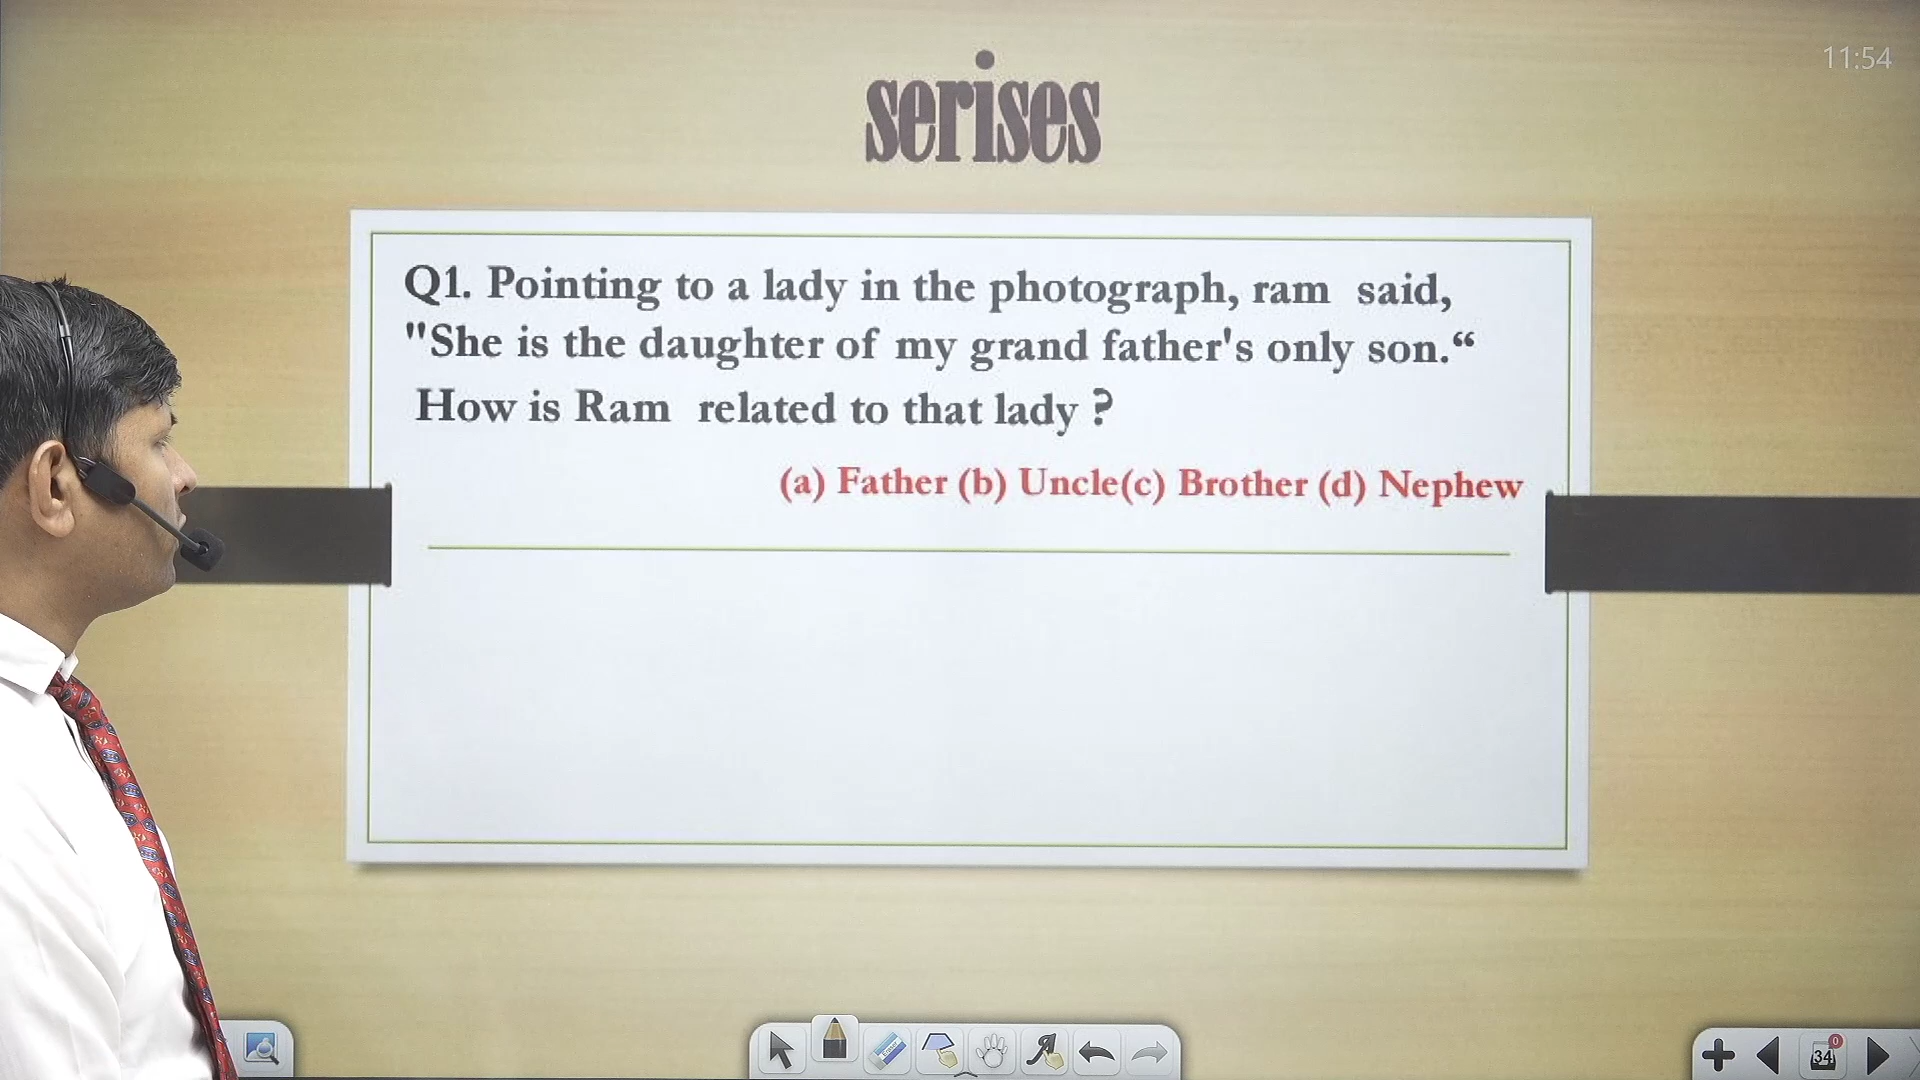 11:54
serises
Q1. Pointing to a lady in the photograph, ram said,
"She is the daughter of my grand father's only son.“
How is Ram related to that lady ?
(a) Father (b) Uncle(c) Brother (d) Nephew
34
0